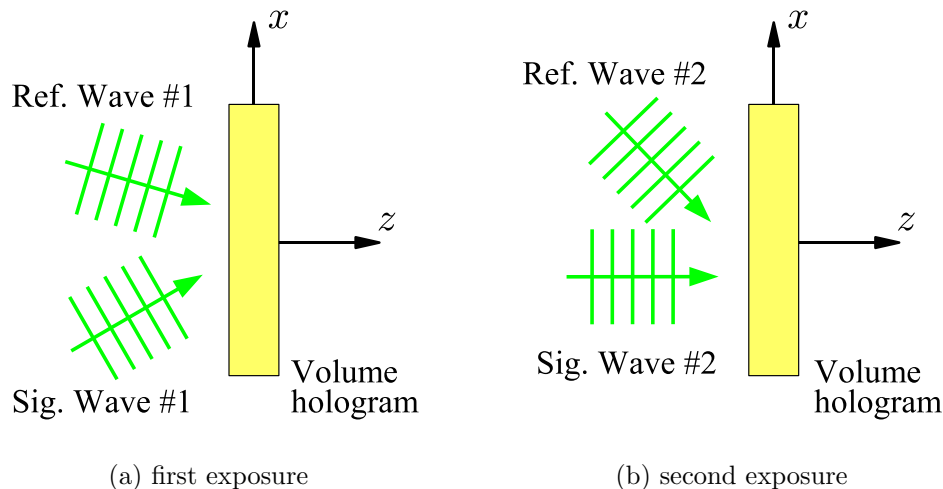 x
Ref. Wave #1
z
Sig. Wave #1
Volume
hologram
(a) first exposure
x
Ref. Wave #2
z
Sig. Wave #2
Volume
hologram
(b) second exposure